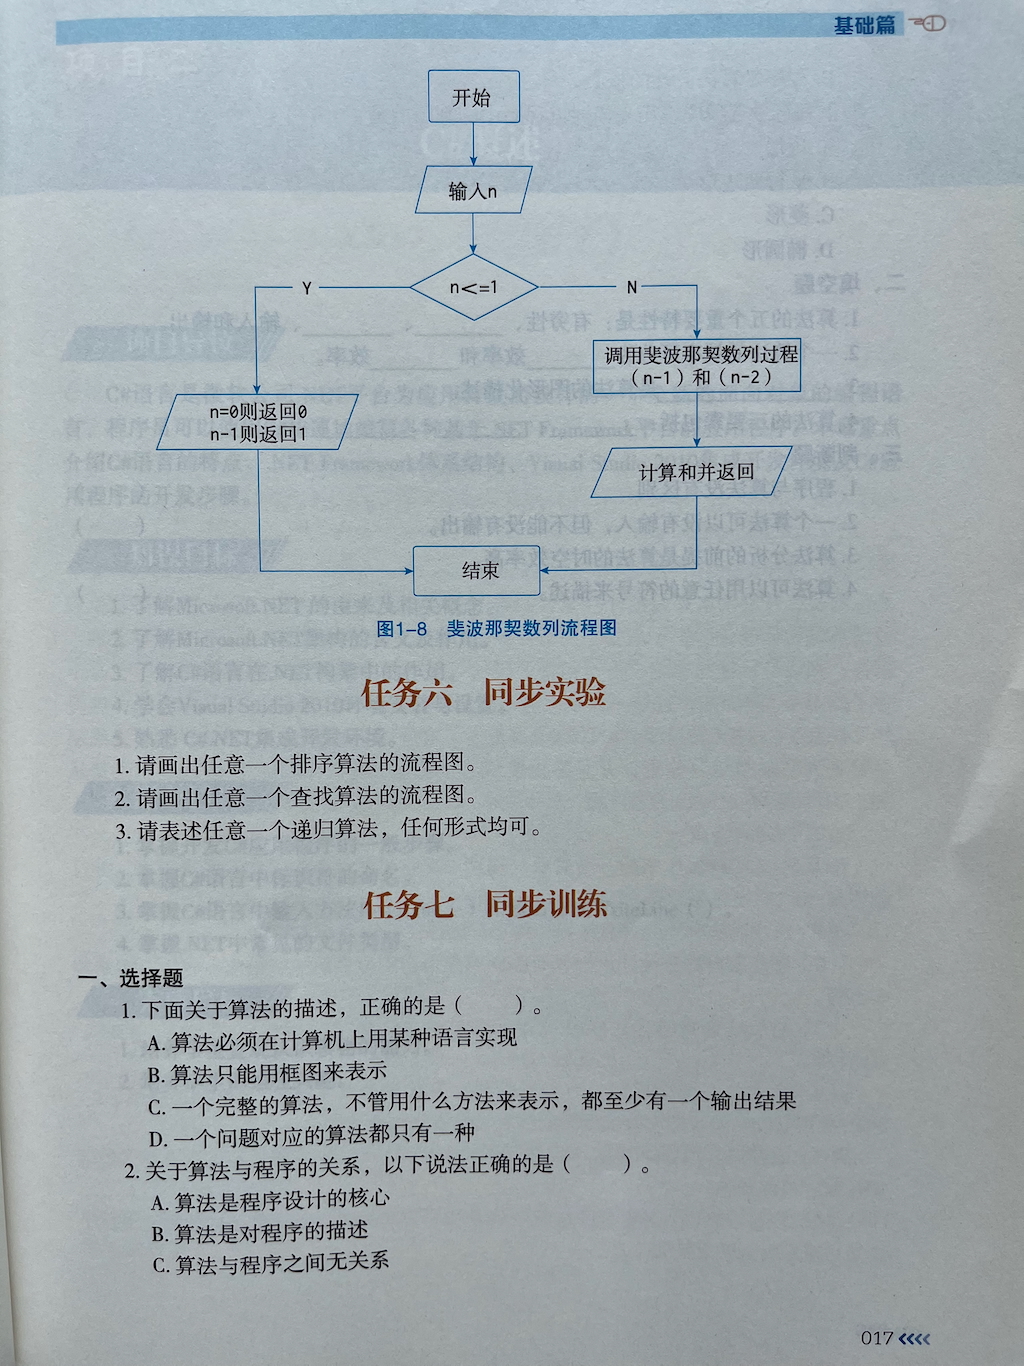 基础篇
开始
输入n
n<=1
Y
N
调用斐波那契数列过程
(n-1)和(n-2)
n=0则返回0
n-1则返回1
计算和并返回
结束
图1-8 斐波那契数列流程图
任务六 同步实验
1. 请画出任意一个排序算法的流程图。
2. 请画出任意一个查找算法的流程图。
3. 请表述任意一个递归算法，任何形式均可。
任务七 同步训练
一、选择题
1. 下面关于算法的描述，正确的是（ ）。
A. 算法必须在计算机上用某种语言实现
B. 算法只能用框图来表示
C. 一个完整的算法，不管用什么方法来表示，都至少有一个输出结果
D. 一个问题对应的算法都只有一种
2. 关于算法与程序的关系，以下说法正确的是（ ）。
A. 算法是程序设计的核心
B. 算法是对程序的描述
C. 算法与程序之间无关系
017